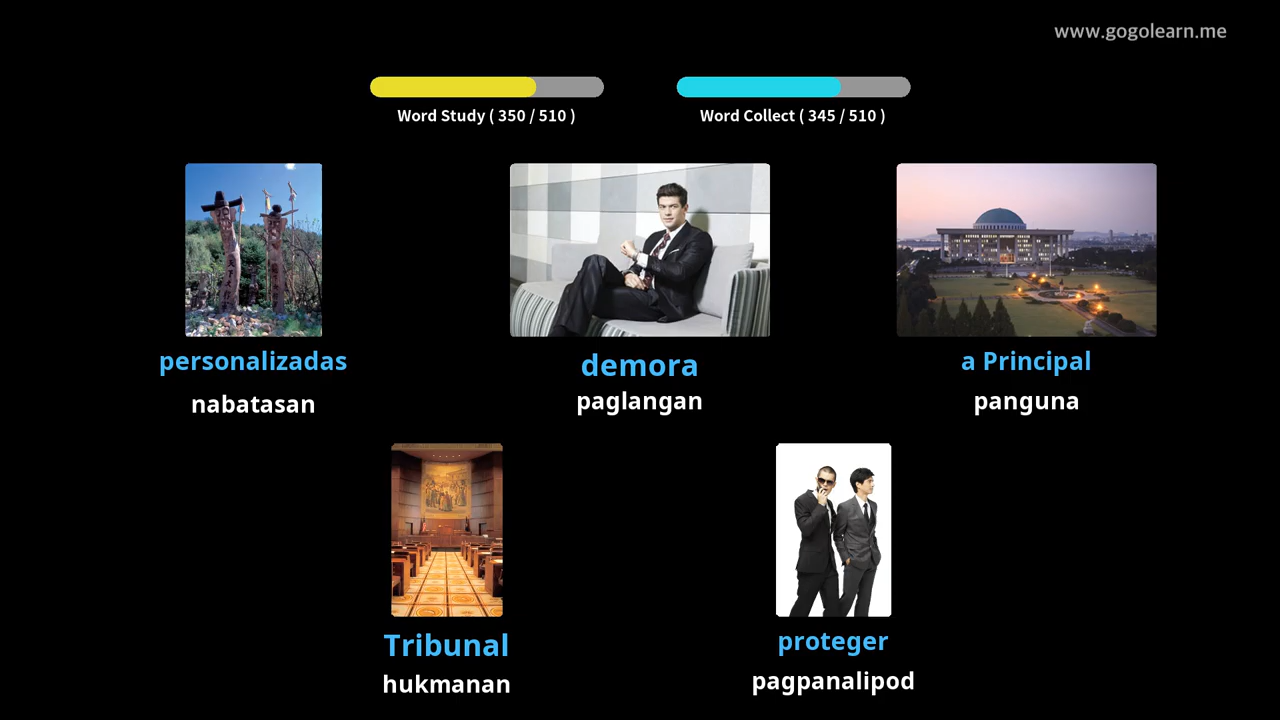 www.gogolearn.me
Word Study ( 350 / 510 )
Word Collect ( 345 / 510 )
personalizadas
nabatasan
demora
paglangan
a Principal
panguna
Tribunal
hukmanan
proteger
pagpanalipod